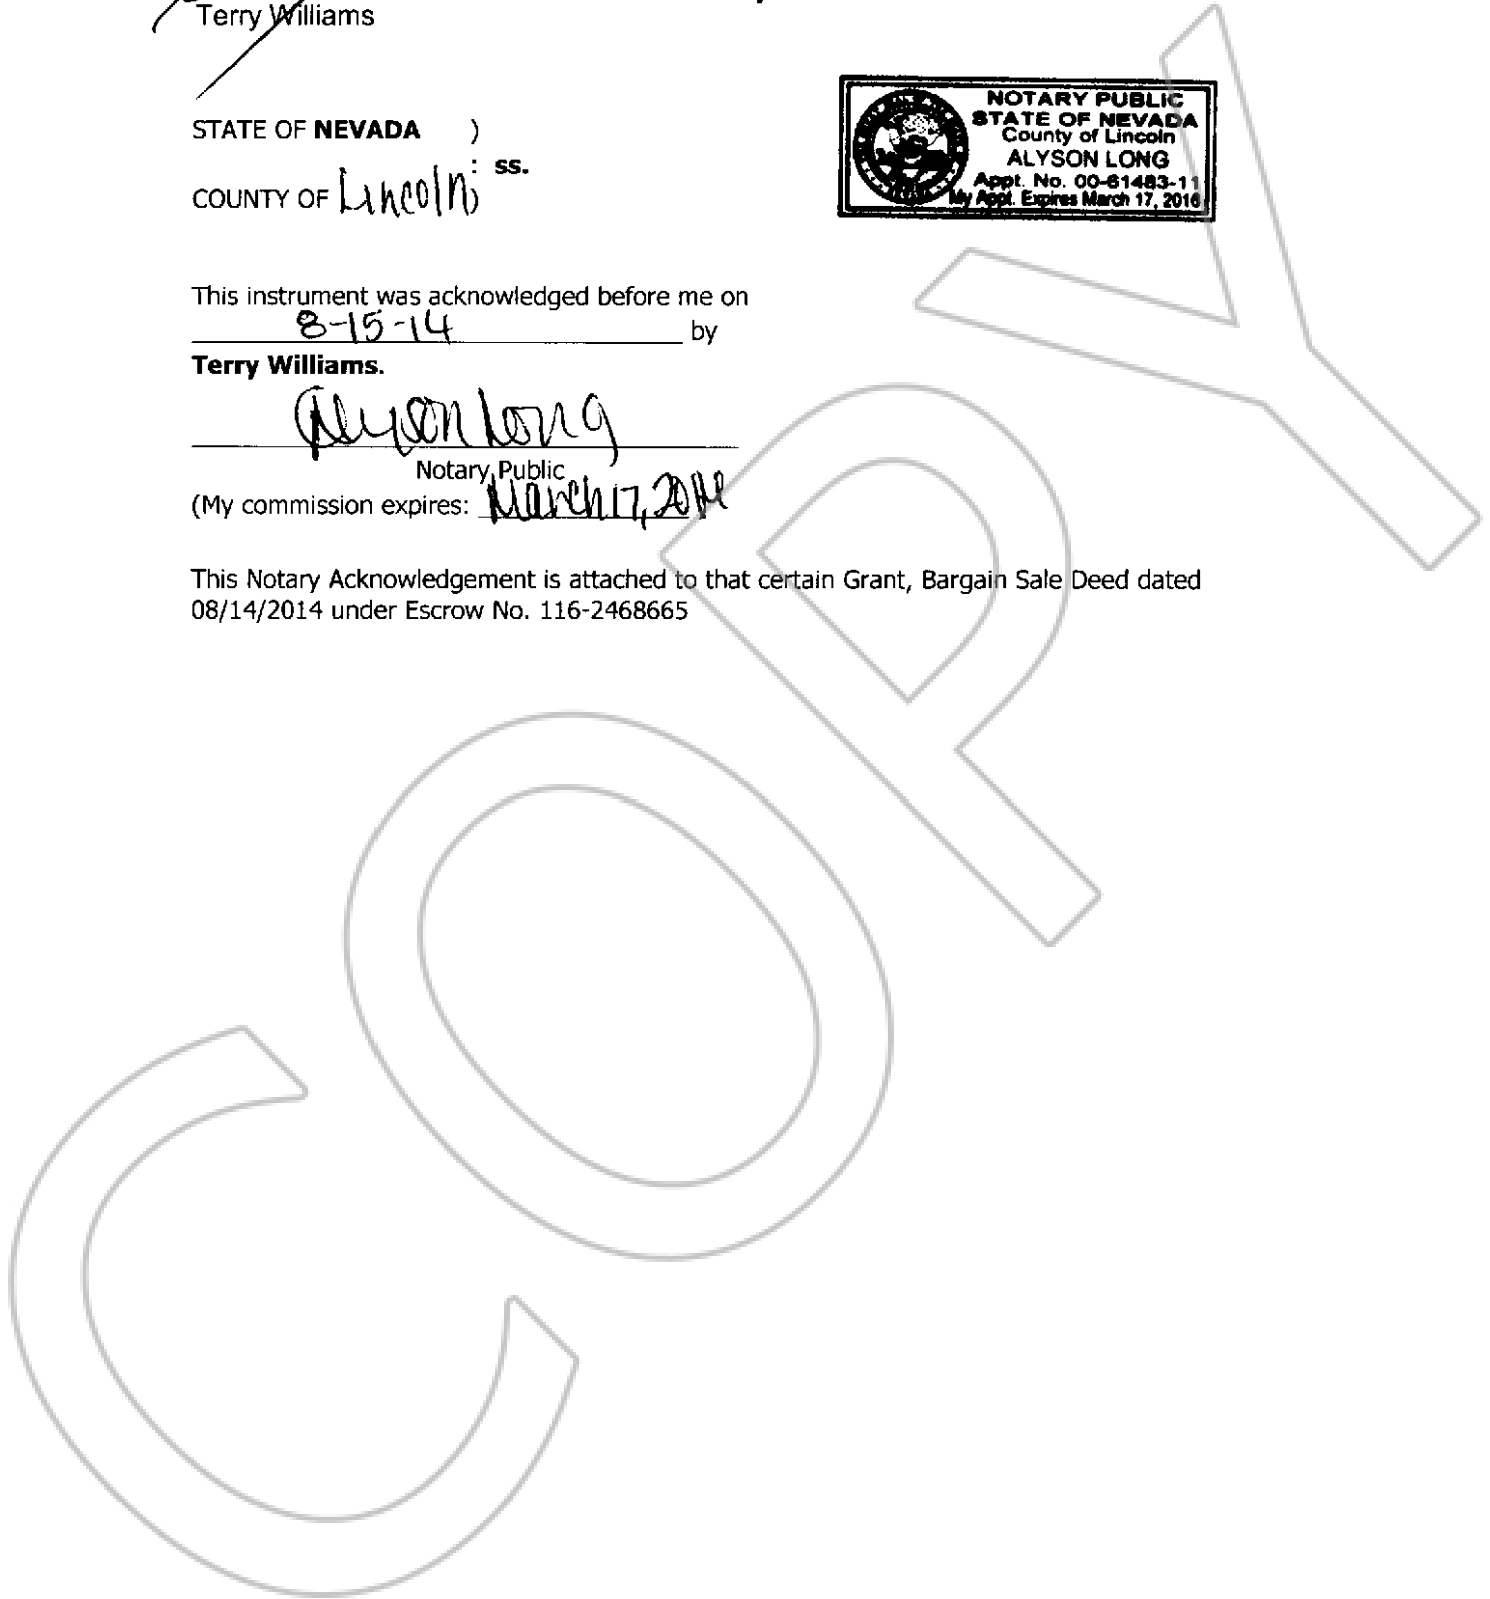 Terry Williams
STATE OF NEVADA )
: ss.
COUNTY OF Lincoln )
NOTARY PUBLIC
STATE OF NEVADA
County of Lincoln
ALYSON LONG
Appt. No. 00-61483-11
My Appt. Expires March 17, 2016
This instrument was acknowledged before me on
8-15-14 by
Terry Williams.
Alyson Long
Notary Public
(My commission expires: March 17, 2016
This Notary Acknowledgement is attached to that certain Grant, Bargain Sale Deed dated
08/14/2014 under Escrow No. 116-2468665
COPY